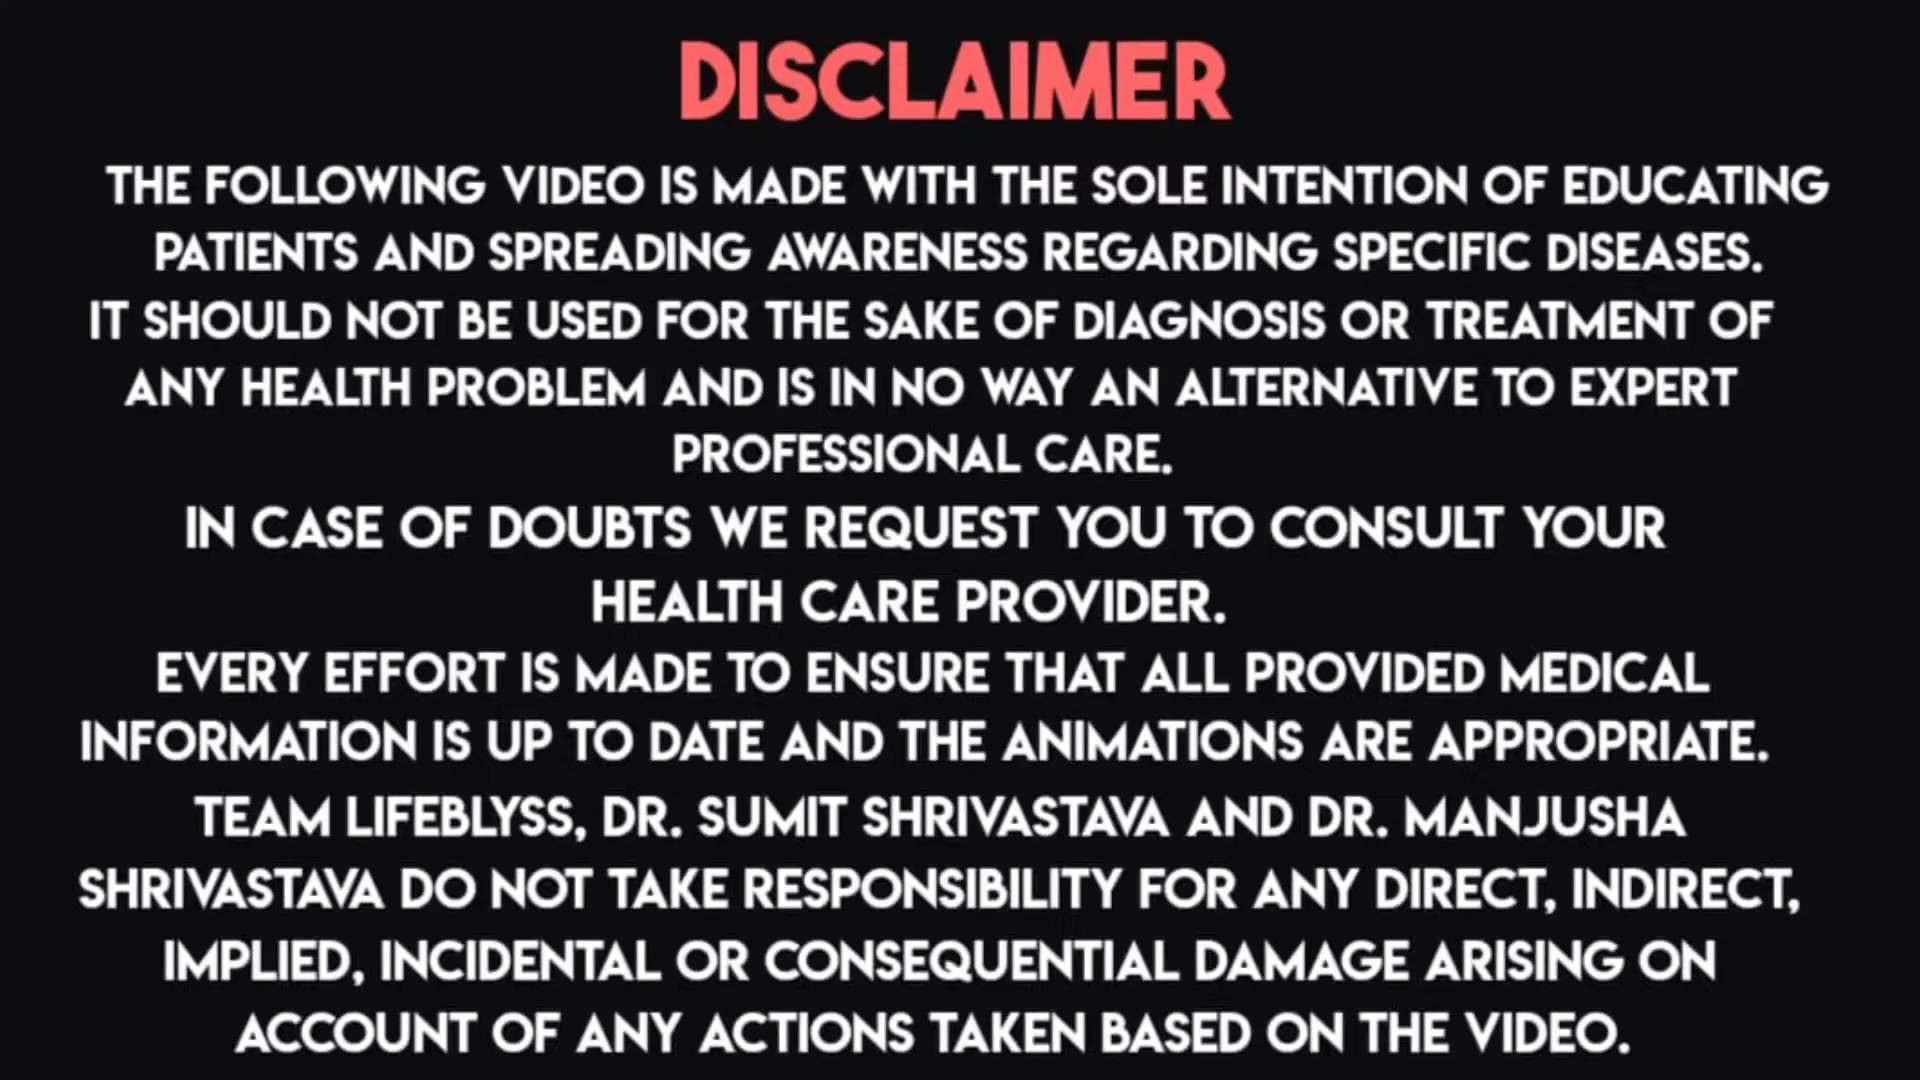 DISCLAIMER
THE FOLLOWING VIDEO IS MADE WITH THE SOLE INTENTION OF EDUCATING
PATIENTS AND SPREADING AWARENESS REGARDING SPECIFIC DISEASES.
IT SHOULD NOT BE USED FOR THE SAKE OF DIAGNOSIS OR TREATMENT OF
ANY HEALTH PROBLEM AND IS IN NO WAY AN ALTERNATIVE TO EXPERT
PROFESSIONAL CARE.
IN CASE OF DOUBTS WE REQUEST YOU TO CONSULT YOUR
HEALTH CARE PROVIDER.
EVERY EFFORT IS MADE TO ENSURE THAT ALL PROVIDED MEDICAL
INFORMATION IS UP TO DATE AND THE ANIMATIONS ARE APPROPRIATE.
TEAM LIFEBLYSS, DR. SUMIT SHRIVASTAVA AND DR. MANJUSHA
SHRIVASTAVA DO NOT TAKE RESPONSIBILITY FOR ANY DIRECT, INDIRECT,
IMPLIED, INCIDENTAL OR CONSEQUENTIAL DAMAGE ARISING ON
ACCOUNT OF ANY ACTIONS TAKEN BASED ON THE VIDEO.